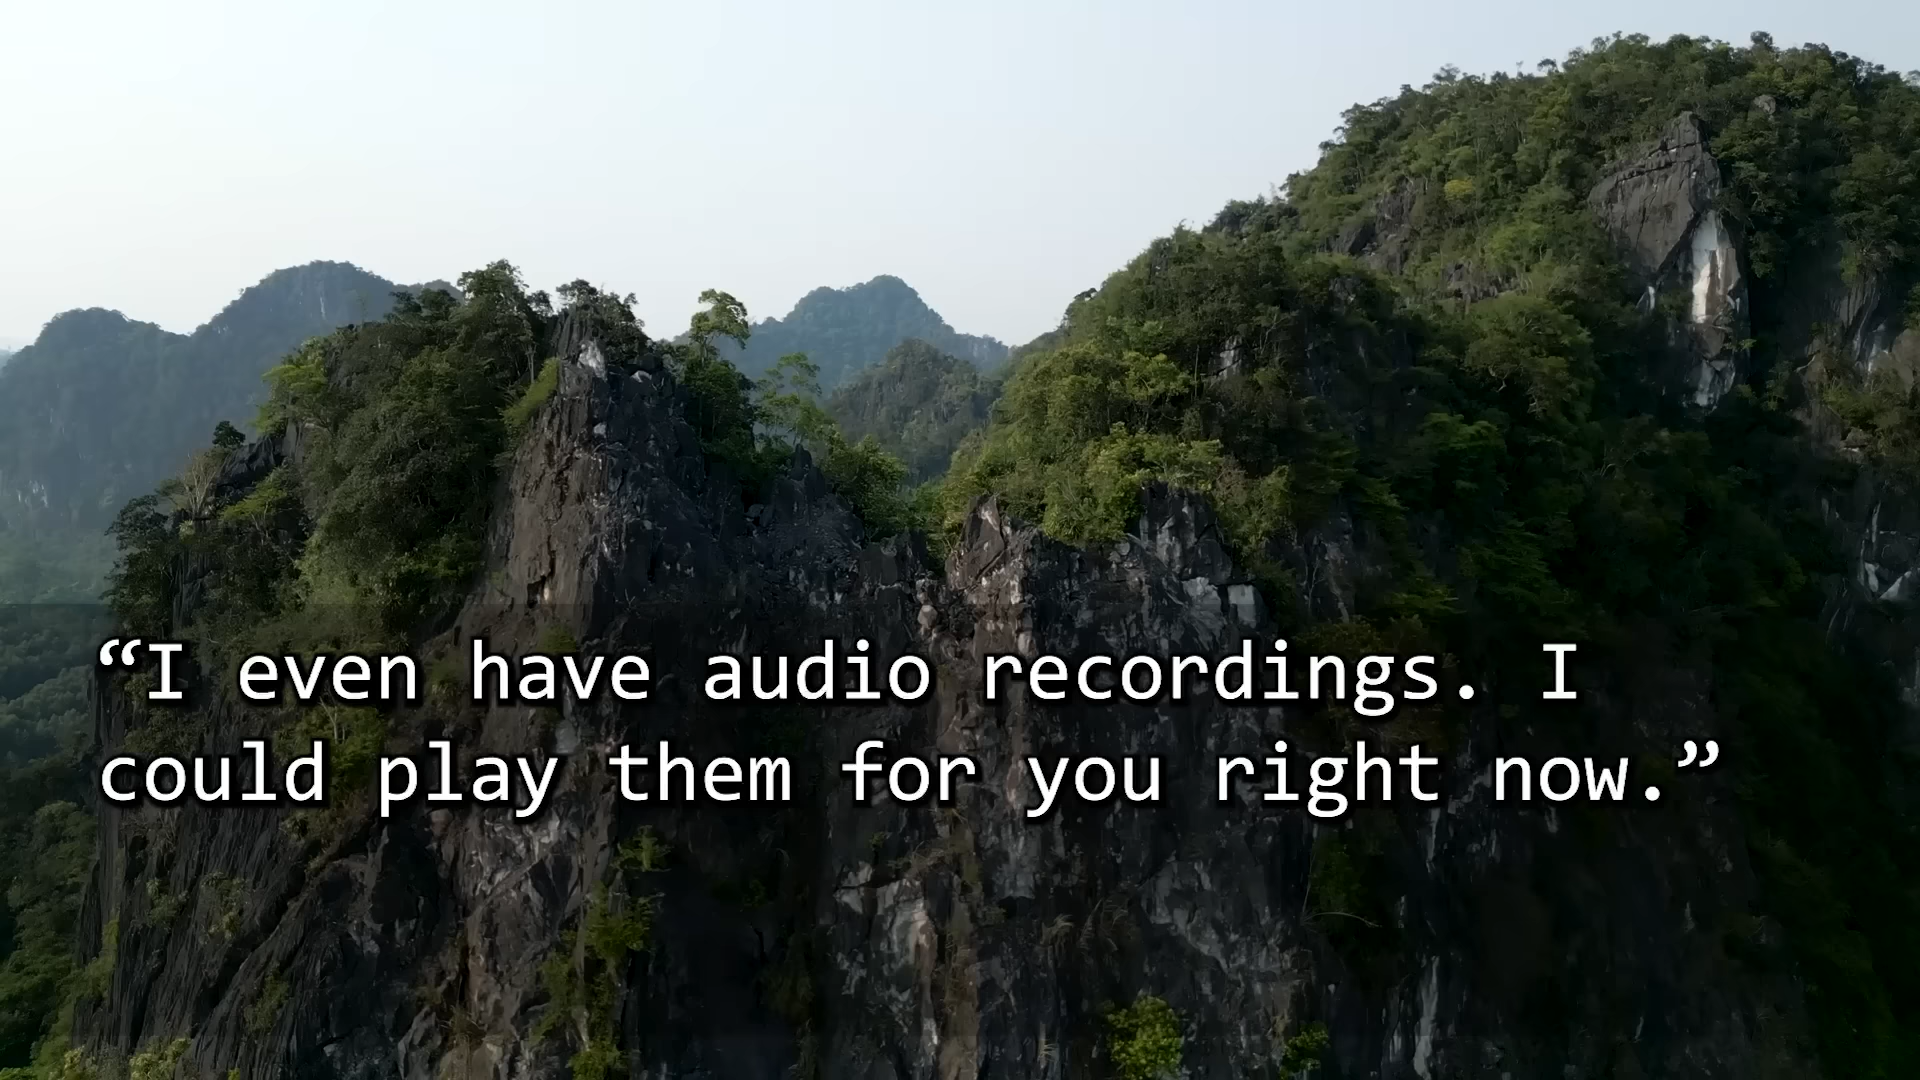 “I even have audio recordings. I
could play them for you right now.”